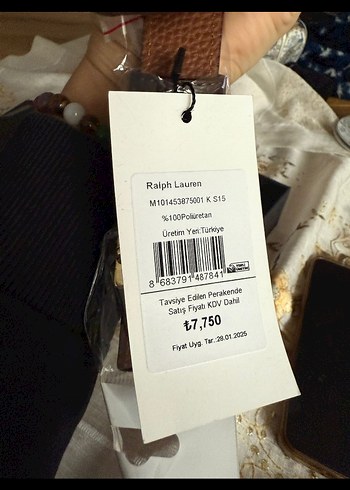 Ralph Lauren
M101453875001 K S15
%100Poliüretan
Üretim Yeri:Türkiye
8 683791 487841
Tavsiye Edilen Perakende
Satış Fiyatı KDV Dahil
₺7,750
Fiyat Uyg. Tar.:28.01.2025